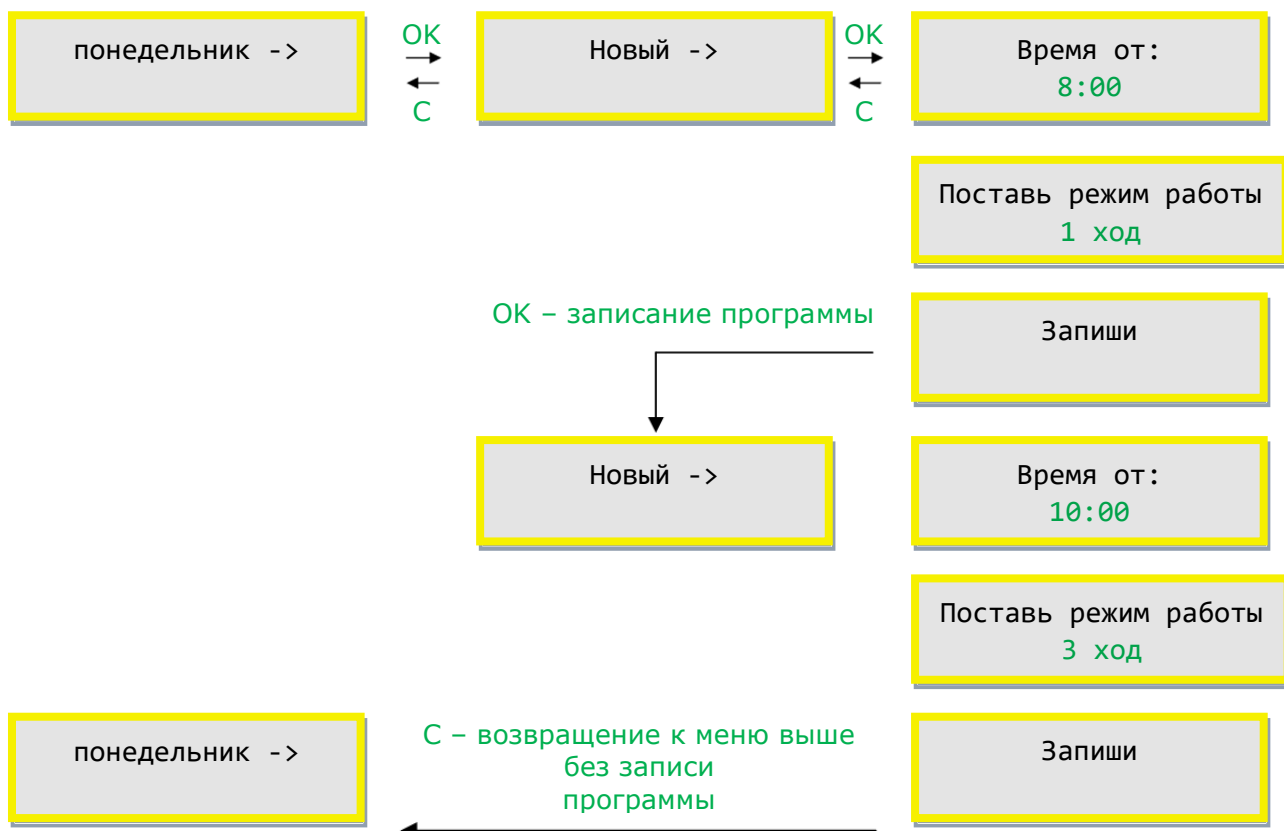 понедельник ->
OK
C
Новый ->
OK
C
Время от:
8:00
Поставь режим работы
1 ход
OK – записание программы
Запиши
Новый ->
Время от:
10:00
Поставь режим работы
3 ход
понедельник ->
C – возвращение к меню выше
без записи
программы
Запиши